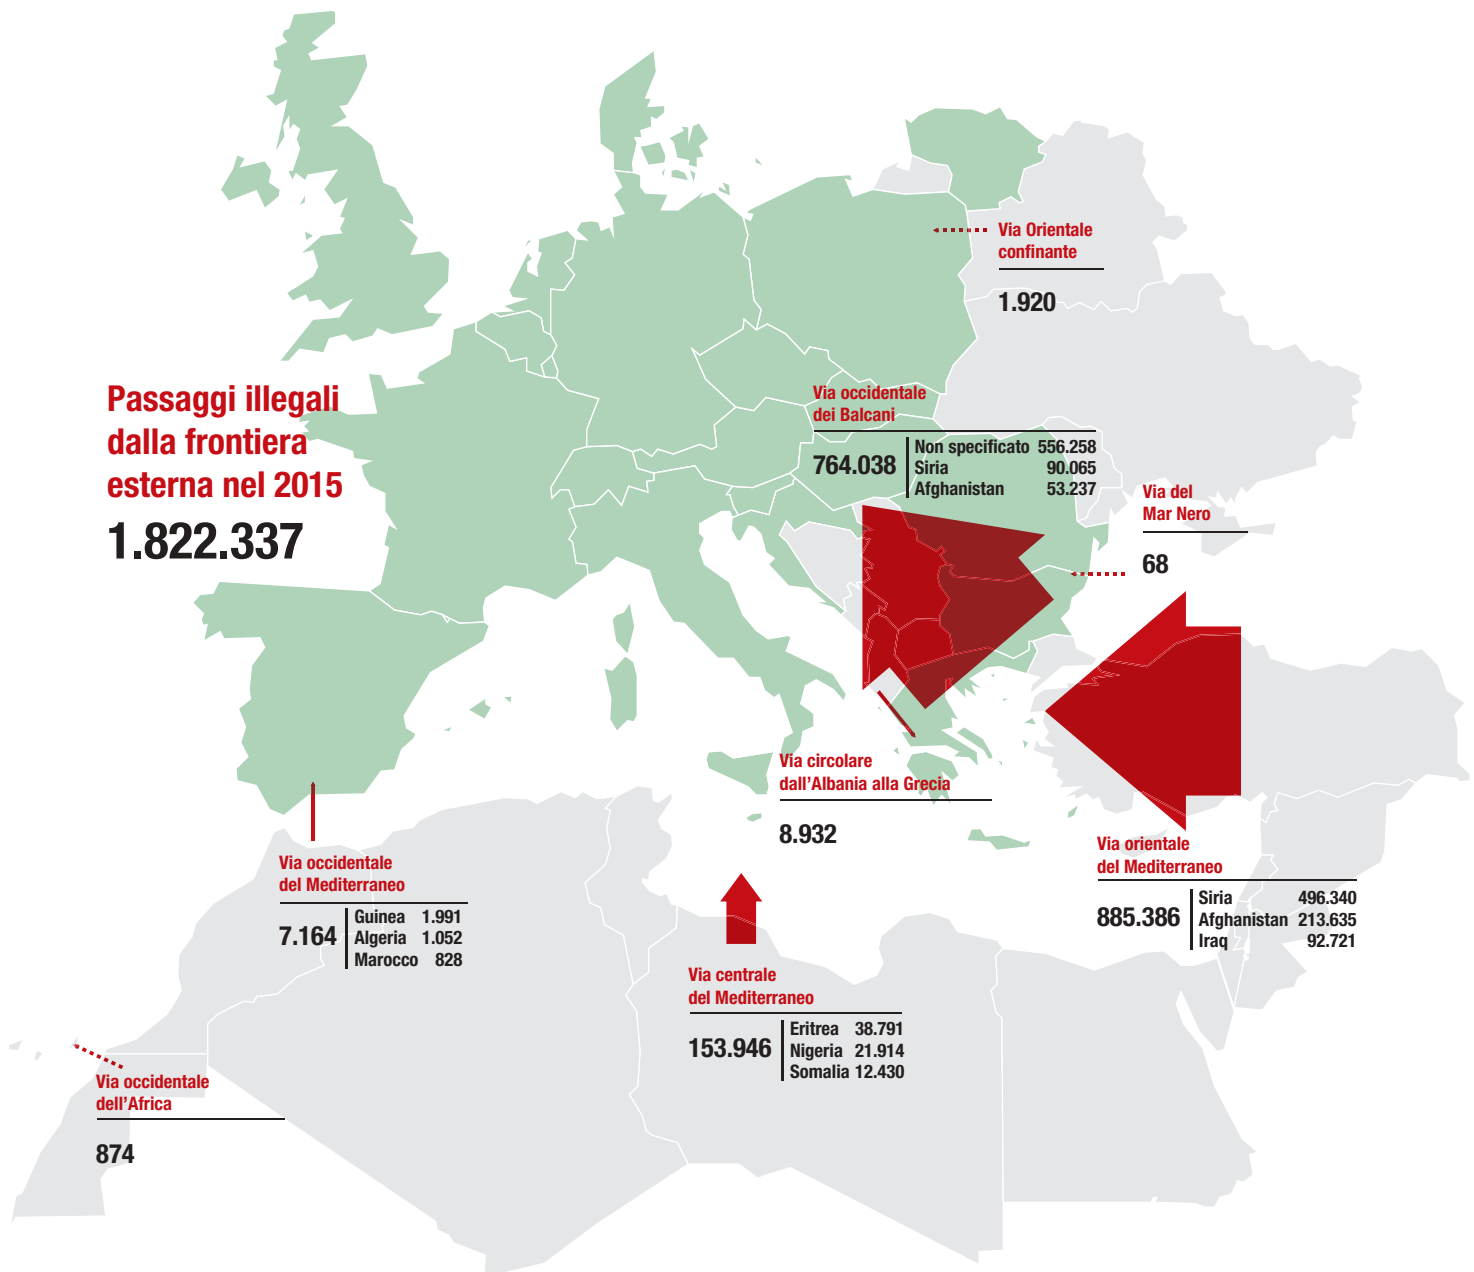 Via Orientale
confinante
1.920
Passaggi illegali
dalla frontiera
esterna nel 2015
1.822.337
Via occidentale
dei Balcani
764.038
Non specificato 556.258
Siria 90.065
Afghanistan 53.237
Via del
Mar Nero
68
Via circolare
dall'Albania alla Grecia
8.932
Via orientale
del Mediterraneo
885.386
Siria 496.340
Afghanistan 213.635
Iraq 92.721
Via occidentale
del Mediterraneo
7.164
Guinea 1.991
Algeria 1.052
Marocco 828
Via centrale
del Mediterraneo
153.946
Eritrea 38.791
Nigeria 21.914
Somalia 12.430
Via occidentale
dell'Africa
874